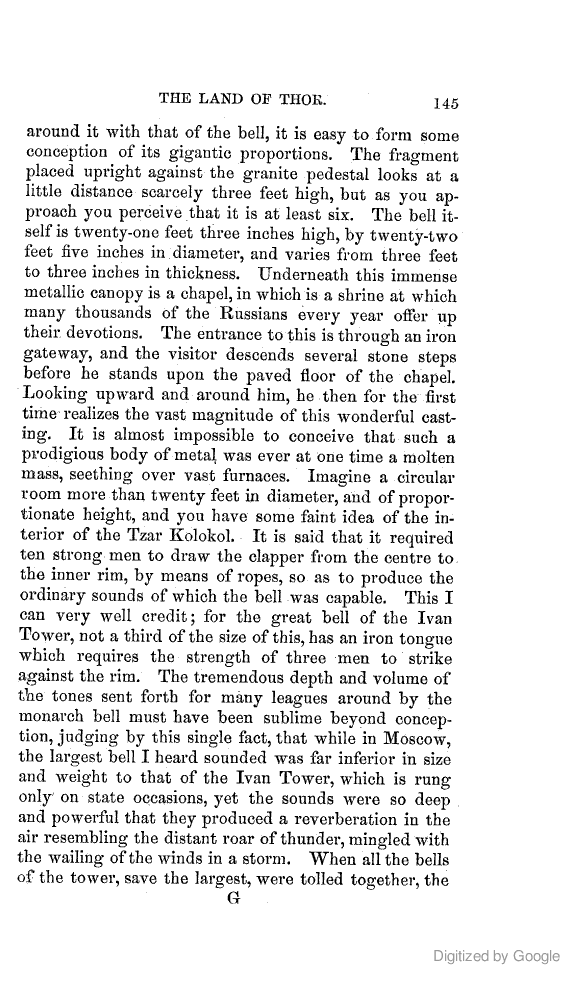 THE LAND OF THOR. 145
around it with that of the bell, it is easy to form some
conception of its gigantic proportions. The fragment
placed upright against the granite pedestal looks at a
little distance scarcely three feet high, but as you ap-
proach you perceive that it is at least six. The bell it-
self is twenty-one feet three inches high, by twenty-two
feet five inches in diameter, and varies from three feet
to three inches in thickness. Underneath this immense
metallic canopy is a chapel, in which is a shrine at which
many thousands of the Russians every year offer up
their devotions. The entrance to this is through an iron
gateway, and the visitor descends several stone steps
before he stands upon the paved floor of the chapel.
Looking upward and around him, he then for the first
time realizes the vast magnitude of this wonderful cast-
ing. It is almost impossible to conceive that such a
prodigious body of metal was ever at one time a molten
mass, seething over vast furnaces. Imagine a circular
room more than twenty feet in diameter, and of propor-
tionate height, and you have some faint idea of the in-
terior of the Tzar Kolokol. It is said that it required
ten strong men to draw the clapper from the centre to
the inner rim, by means of ropes, so as to produce the
ordinary sounds of which the bell was capable. This I
can very well credit; for the great bell of the Ivan
Tower, not a third of the size of this, has an iron tongue
which requires the strength of three men to strike
against the rim. The tremendous depth and volume of
the tones sent forth for many leagues around by the
monarch bell must have been sublime beyond concep-
tion, judging by this single fact, that while in Moscow,
the largest bell I heard sounded was far inferior in size
and weight to that of the Ivan Tower, which is rung
only on state occasions, yet the sounds were so deep
and powerful that they produced a reverberation in the
air resembling the distant roar of thunder, mingled with
the wailing of the winds in a storm. When all the bells
of the tower, save the largest, were tolled together, the
G
Digitized by Google